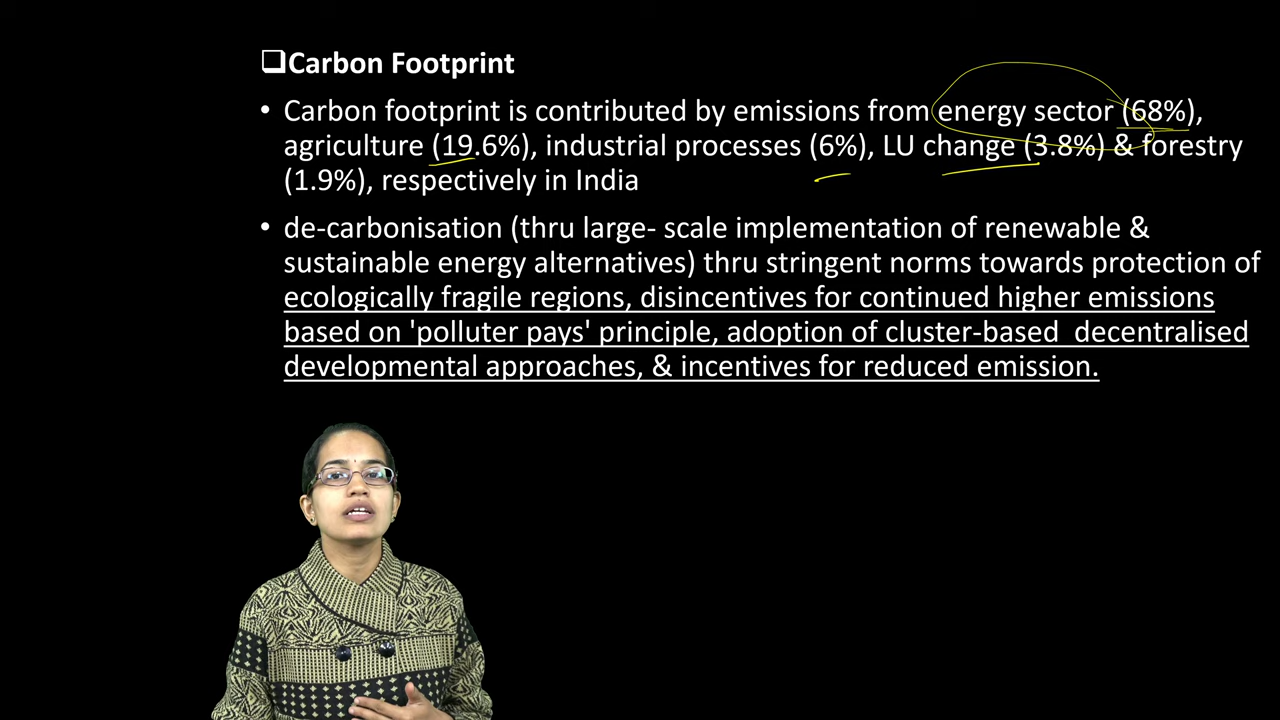 Carbon Footprint
• Carbon footprint is contributed by emissions from energy sector (68%),
agriculture (19.6%), industrial processes (6%), LU change (3.8%) & forestry
(1.9%), respectively in India
• de-carbonisation (thru large- scale implementation of renewable &
sustainable energy alternatives) thru stringent norms towards protection of
ecologically fragile regions, disincentives for continued higher emissions
based on 'polluter pays' principle, adoption of cluster-based decentralised
developmental approaches, & incentives for reduced emission.